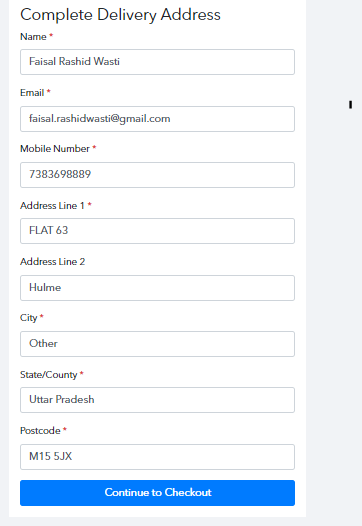 Complete Delivery Address
Name *
Faisal Rashid Wasti
Email *
faisal.rashidwasti@gmail.com
Mobile Number *
7383698889
Address Line 1 *
FLAT 63
Address Line 2
Hulme
City *
Other
State/County *
Uttar Pradesh
Postcode *
M15 5JX
Continue to Checkout